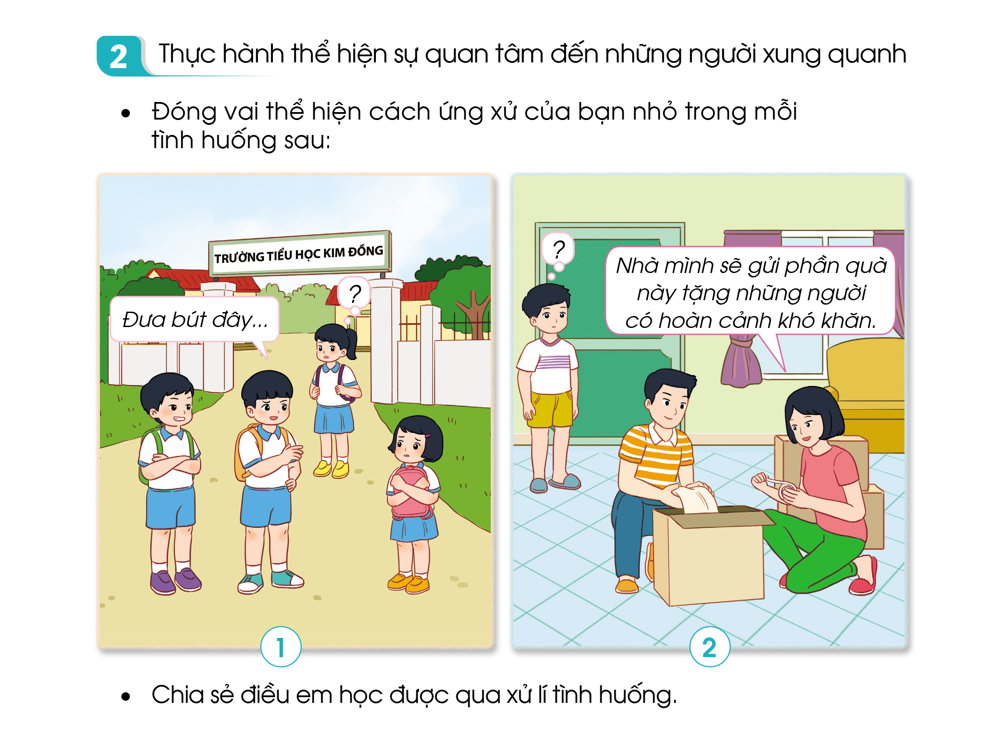 2 Thực hành thể hiện sự quan tâm đến những người xung quanh
• Đóng vai thể hiện cách ứng xử của bạn nhỏ trong mỗi
tình huống sau:
TRƯỜNG TIỂU HỌC KIM ĐỒNG
?
Đưa bút đây...
1
?
Nhà mình sẽ gửi phần quà
này tặng những người
có hoàn cảnh khó khăn.
2
• Chia sẻ điều em học được qua xử lí tình huống.